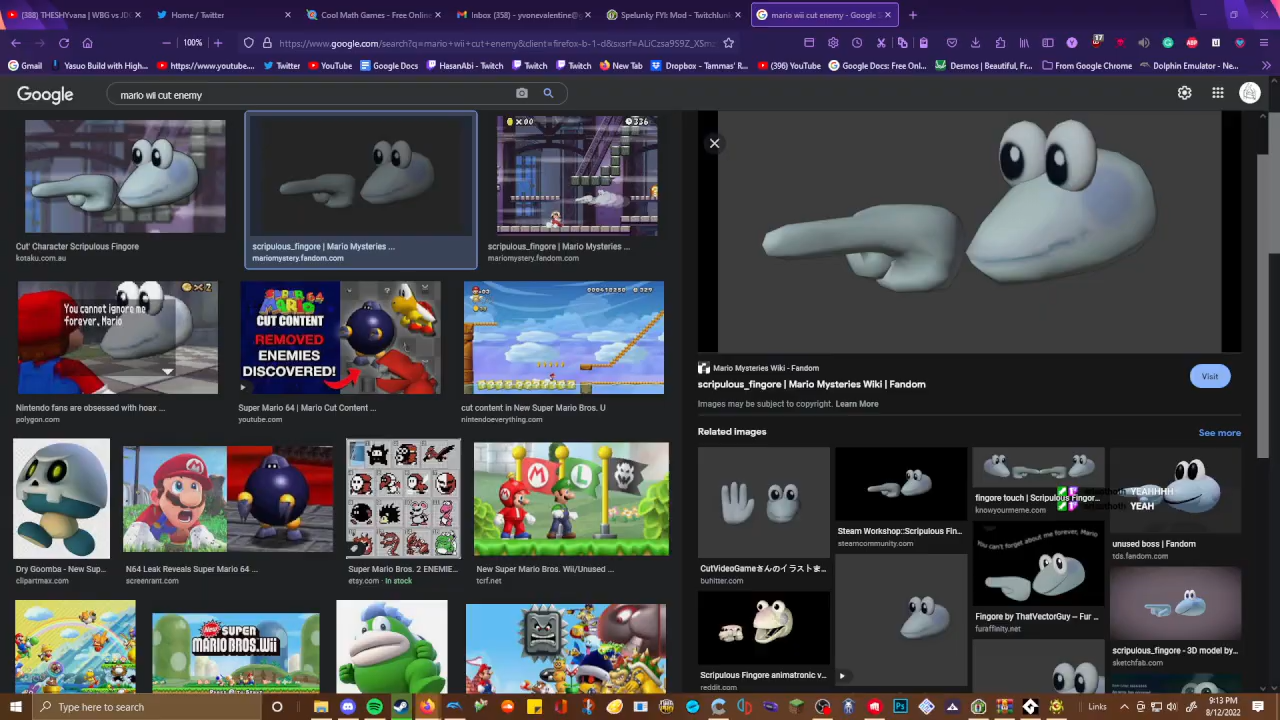 (388) THESHYvana | WBG vs JD
Home / Twitter
Cool Math Games - Free Online
Inbox (358) - yvonevalentine@g
Spelunky FYI: Mod - Twitchlunk
mario wii cut enemy - Google S
100%
https://www.google.com/search?q=mario+wii+cut+enemy&client=firefox-b-1-d&sxsrf=ALiCzsa9S9Z_XSm
Gmail
Yasuo Build with High...
https://www.youtube...
Twitter
YouTube
Google Docs
HasanAbi - Twitch
Twitch
Twitch
New Tab
Dropbox - Tammas' R...
(396) YouTube
Google Docs: Free Onl...
Desmos | Beautiful, Fr...
From Google Chrome
Dolphin Emulator - Ne...
Google
mario wii cut enemy
Cut' Character Scripulous Fingore
kotaku.com.au
scripulous_fingore | Mario Mysteries ...
mariomystery.fandom.com
scripulous_fingore | Mario Mysteries ...
mariomystery.fandom.com
You cannot ignore me
forever, Mario
Nintendo fans are obsessed with hoax ...
polygon.com
SUPER
MARIO 64
CUT CONTENT
REMOVED
ENEMIES
DISCOVERED!
Super Mario 64 | Mario Cut Content ...
youtube.com
cut content in New Super Mario Bros. U
nintendoeverything.com
Dry Goomba - New Sup...
clipartmax.com
N64 Leak Reveals Super Mario 64 ...
screenrant.com
Super Mario Bros. 2 ENEMIE...
etsy.com · In stock
New Super Mario Bros. Wii/Unused ...
tcrf.net
NEW
SUPER
MARIO BROS. Wii
Mario Mysteries Wiki - Fandom
scripulous_fingore | Mario Mysteries Wiki | Fandom
Visit
Images may be subject to copyright. Learn More
Related images
See more
CutVideoGameさんのイラストま...
buhitter.com
Steam Workshop::Scripulous Fin...
steamcommunity.com
fingore touch | Scripulous Fingor...
knowyourmeme.com
YEAHHHH
YEAH
unused boss | Fandom
tds.fandom.com
You can't forget about me forever, Mario
Fingore by ThatVectorGuy — Fur ...
furaffinity.net
scripulous_fingore - 3D model by...
sketchfab.com
Scripulous Fingore animatronic v...
reddit.com
Type here to search
9:13 PM
8/12/2022